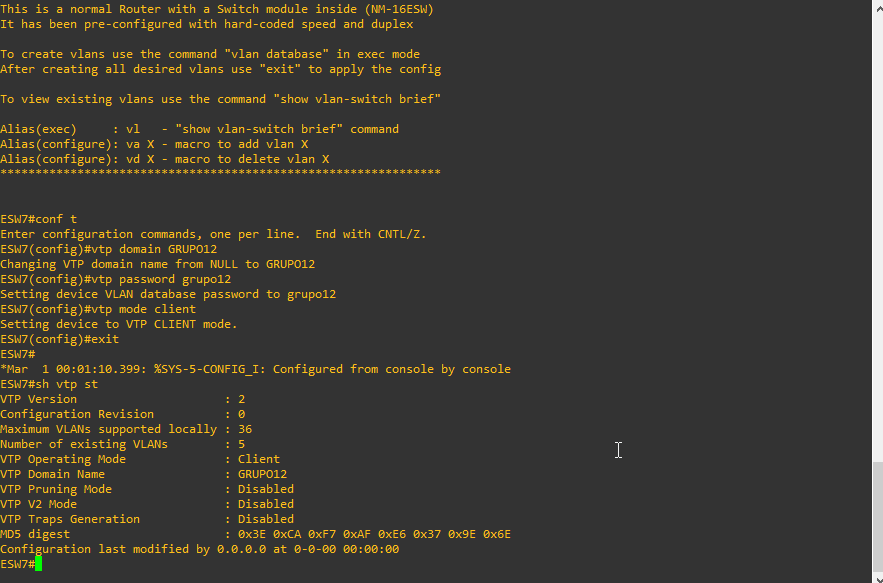 This is a normal Router with a Switch module inside (NM-16ESW)
It has been pre-configured with hard-coded speed and duplex
To create vlans use the command "vlan database" in exec mode
After creating all desired vlans use "exit" to apply the config
To view existing vlans use the command "show vlan-switch brief"
Alias(exec)     : vl   - "show vlan-switch brief" command
Alias(configure): va X - macro to add vlan X
Alias(configure): vd X - macro to delete vlan X
***************************************************************
ESW7#conf t
Enter configuration commands, one per line.  End with CNTL/Z.
ESW7(config)#vtp domain GRUPO12
Changing VTP domain name from NULL to GRUPO12
ESW7(config)#vtp password grupo12
Setting device VLAN database password to grupo12
ESW7(config)#vtp mode client
Setting device to VTP CLIENT mode.
ESW7(config)#exit
ESW7#
*Mar  1 00:01:10.399: %SYS-5-CONFIG_I: Configured from console by console
ESW7#sh vtp st
VTP Version                     : 2
Configuration Revision          : 0
Maximum VLANs supported locally : 36
Number of existing VLANs        : 5
VTP Operating Mode              : Client
VTP Domain Name                 : GRUPO12
VTP Pruning Mode                : Disabled
VTP V2 Mode                     : Disabled
VTP Traps Generation            : Disabled
MD5 digest                      : 0x3E 0xCA 0xF7 0xAF 0xE6 0x37 0x9E 0x6E
Configuration last modified by 0.0.0.0 at 0-0-00 00:00:00
ESW7#